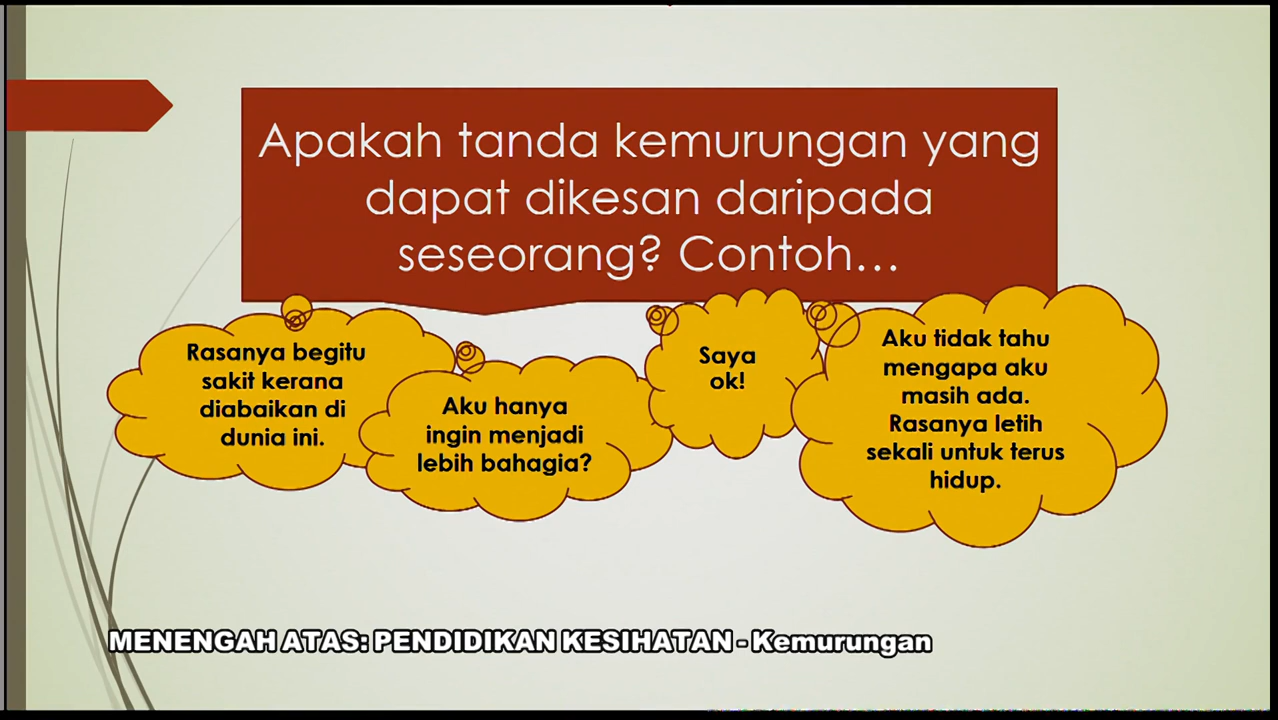 Apakah tanda kemurungan yang
dapat dikesan daripada
seseorang? Contoh...
Rasanya begitu
sakit kerana
diabaikan di
dunia ini.
Aku hanya
ingin menjadi
lebih bahagia?
Saya
ok!
Aku tidak tahu
mengapa aku
masih ada.
Rasanya letih
sekali untuk terus
hidup.
MENENGAH ATAS: PENDIDIKAN KESIHATAN - Kemurungan